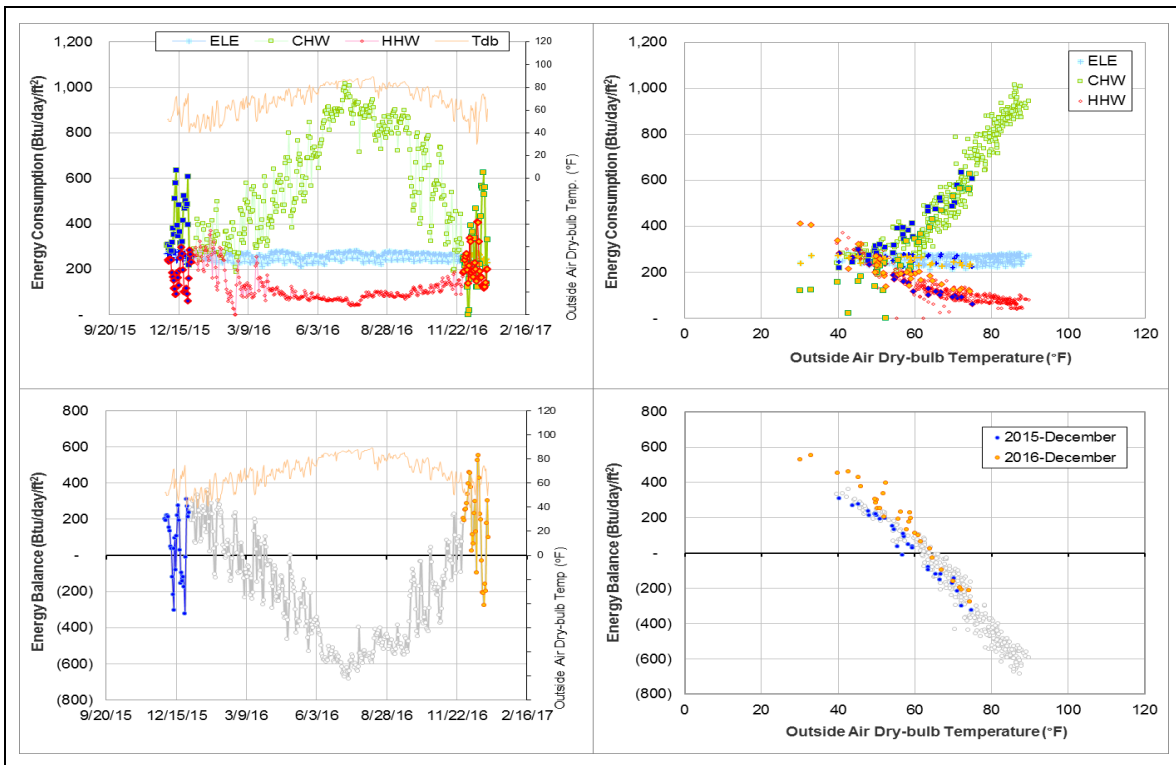 ELE CHW HHW Tdb
1,200
1,000
800
600
400
200
-
Energy Consumption (Btu/day/ft²)
120
100
80
60
40
20
0
Outside Air Dry-bulb Temp. (°F)
9/20/15 12/15/15 3/9/16 6/3/16 8/28/16 11/22/16 2/16/17
ELE
CHW
HHW
1,200
1,000
800
600
400
200
-
Energy Consumption (Btu/day/ft²)
0 20 40 60 80 100 120
Outside Air Dry-bulb Temperature (°F)
800
600
400
200
-
(200)
(400)
(600)
(800)
Energy Balance (Btu/day/ft²)
120
100
80
60
40
20
0
Outside Air Dry-bulb Temp (°F)
9/20/15 12/15/15 3/9/16 6/3/16 8/28/16 11/22/16 2/16/17
2015-December
2016-December
800
600
400
200
-
(200)
(400)
(600)
(800)
Energy Balance (Btu/day/ft²)
0 20 40 60 80 100 120
Outside Air Dry-bulb Temperature (°F)